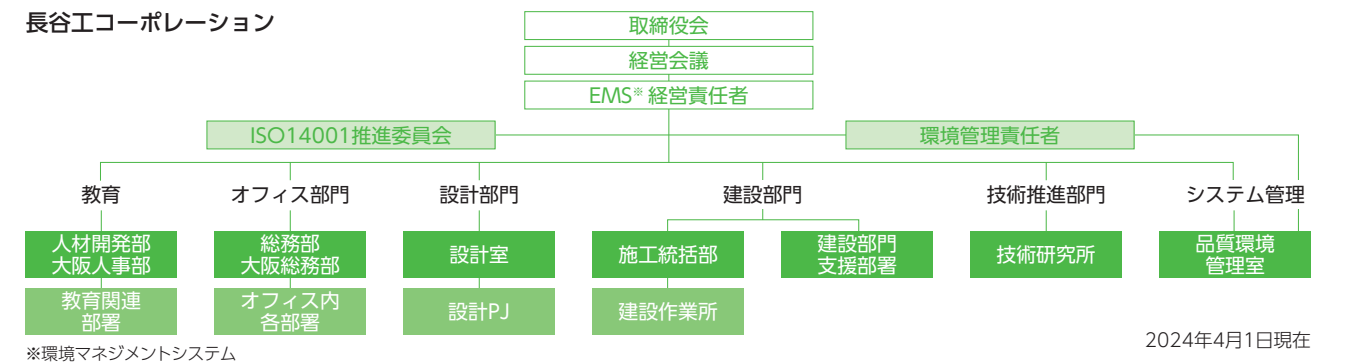 長谷工コーポレーション
取締役会
経営会議
EMS※ 経営責任者
ISO14001推進委員会
環境管理責任者
教育
オフィス部門
設計部門
建設部門
技術推進部門
システム管理
人材開発部
大阪人事部
総務部
大阪総務部
設計室
施工統括部
建設部門
支援部署
技術研究所
品質環境
管理室
教育関連
部署
オフィス内
各部署
設計PJ
建設作業所
※環境マネジメントシステム
2024年4月1日現在